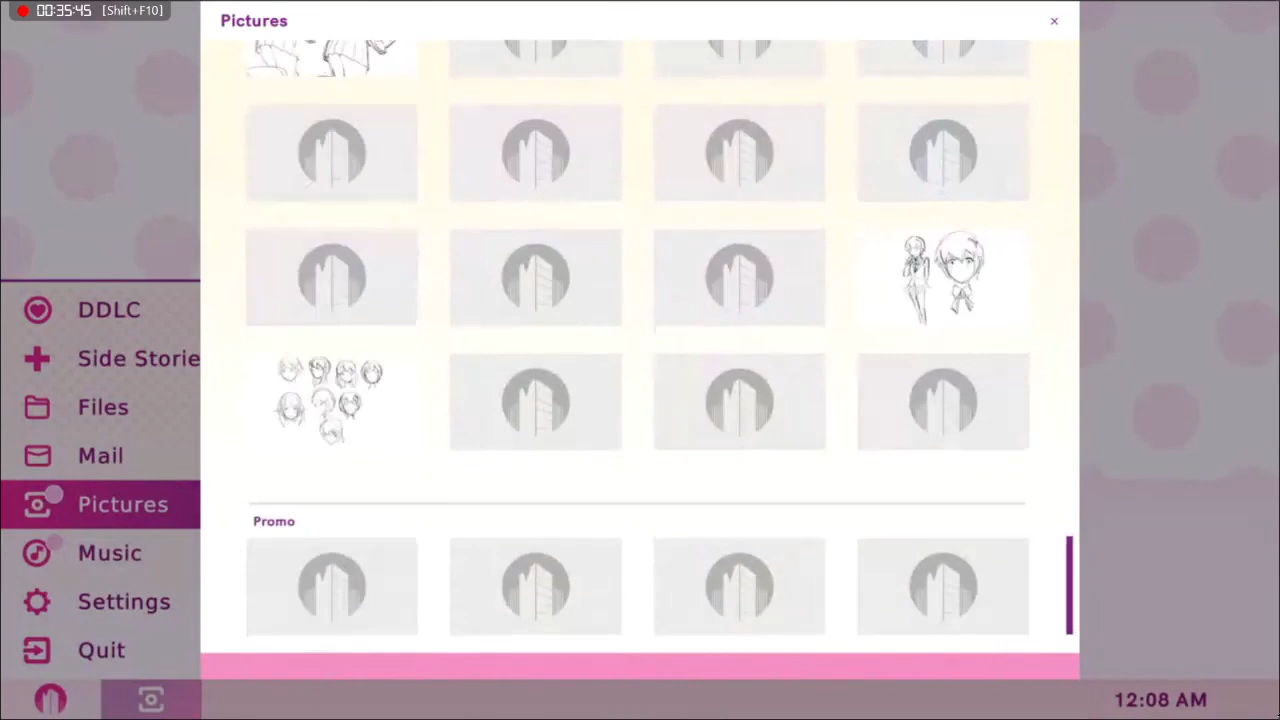 00:35:45 [Shift+F10]
Pictures
×
DDLC
Side Storie
Files
Mail
Pictures
Music
Settings
Quit
Promo
12:08 AM